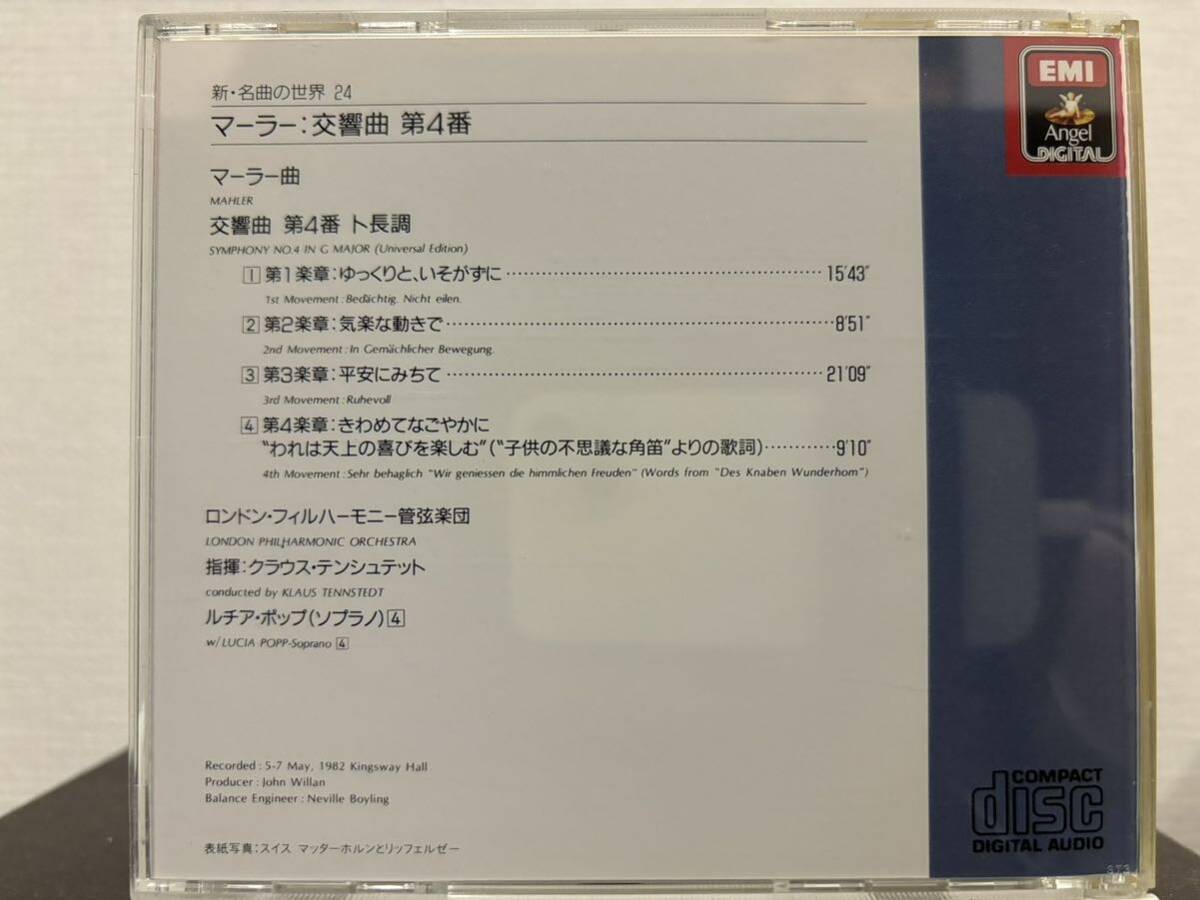 新・名曲の世界 24
マーラー：交響曲 第4番
マーラー曲
MAHLER
交響曲 第4番 ト長調
SYMPHONY NO.4 IN G MAJOR (Universal Edition)
1 第1楽章：ゆっくりと、いそがずに 15'43"
1st Movement : Bedächtig. Nicht eilen.
2 第2楽章：気楽な動きで 8'51"
2nd Movement : In Gemächlicher Bewegung.
3 第3楽章：平安にみちて 21'09"
3rd Movement : Ruhevoll
4 第4楽章：きわめてなごやかに
"われは天上の喜びを楽しむ"("子供の不思議な角笛"よりの歌詞) 9'10"
4th Movement : Sehr behaglich "Wir geniessen die himmlichen Freuden" (Words from "Des Knaben Wunderhorn")
ロンドン・フィルハーモニー管弦楽団
LONDON PHILHARMONIC ORCHESTRA
指揮：クラウス・テンシュテット
conducted by KLAUS TENNSTEDT
ルチア・ポップ(ソプラノ)4
w/LUCIA POPP-Soprano 4
Recorded : 5-7 May, 1982 Kingsway Hall
Producer : John Willan
Balance Engineer : Neville Boyling
表紙写真：スイス マッターホルンとリッフェルゼー
EMI
Angel
DIGITAL
COMPACT
disc
DIGITAL AUDIO